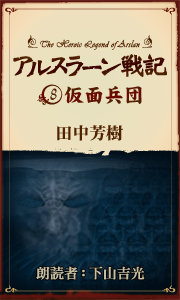 The Heroic Legend of Arslan
アルスラーン戦記
⑧仮面兵団
田中芳樹
朗読者：下山吉光